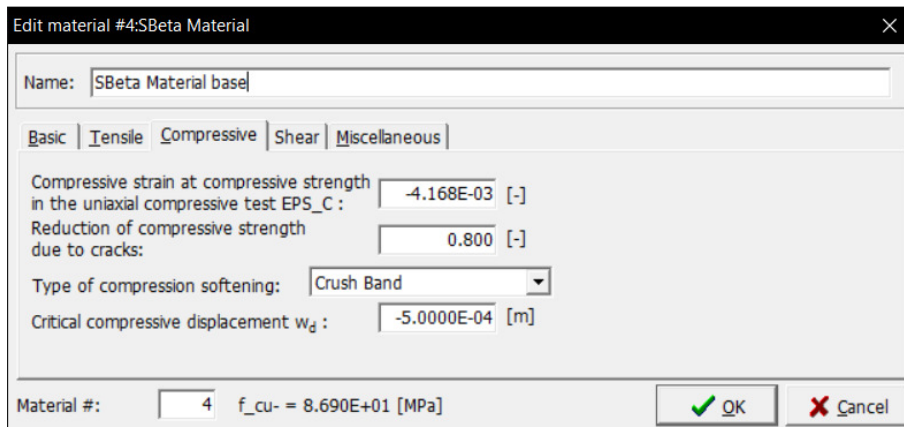 Edit material #4:SBeta Material
Name: SBeta Material base
Basic Tensile Compressive Shear Miscellaneous
Compressive strain at compressive strength
in the uniaxial compressive test EPS_C : -4.168E-03 [-]
Reduction of compressive strength
due to cracks: 0.800 [-]
Type of compression softening: Crush Band
Critical compressive displacement w_d : -5.0000E-04 [m]
Material #: 4 f_cu- = 8.690E+01 [MPa] OK Cancel